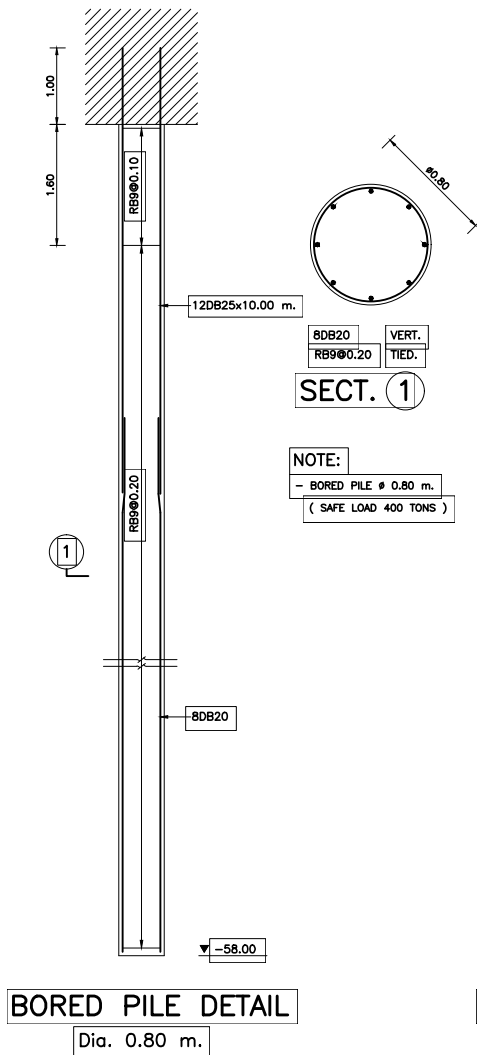 1.00
1.60
RB9@0.10
ø0.80
12DB25x10.00 m.
8DB20 VERT.
RB9@0.20 TIED.
SECT. 1
NOTE:
- BORED PILE ø 0.80 m.
( SAFE LOAD 400 TONS )
RB9@0.20
1
8DB20
-58.00
BORED PILE DETAIL
Dia. 0.80 m.